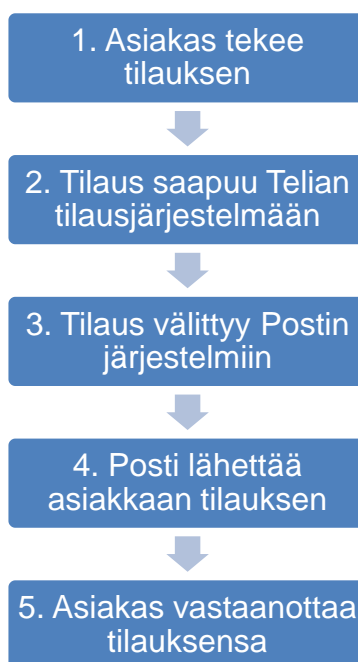 1. Asiakas tekee
tilauksen
2. Tilaus saapuu Telian
tilausjärjestelmään
3. Tilaus välittyy Postin
järjestelmiin
4. Posti lähettää
asiakkaan tilauksen
5. Asiakas vastaanottaa
tilauksensa